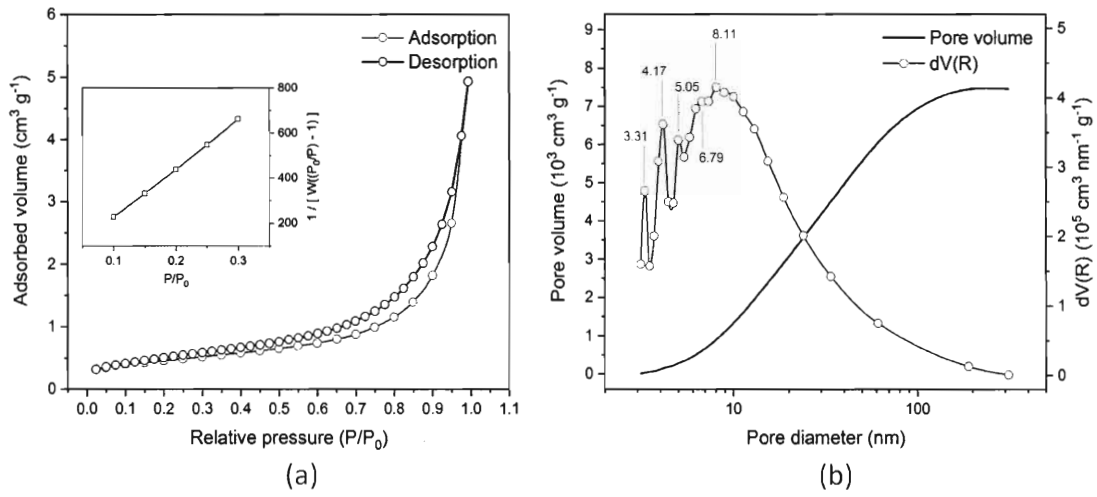 Adsorbed volume (cm³ g⁻¹)
6
5
4
3
2
1
0
Adsorption
Desorption
800
600
400
200
1 / [ W((P₀/P) - 1) ]
0.1 0.2 0.3
P/P₀
0.0 0.1 0.2 0.3 0.4 0.5 0.6 0.7 0.8 0.9 1.0 1.1
Relative pressure (P/P₀)
(a)
Pore volume (10³ cm³ g⁻¹)
9
8
7
6
5
4
3
2
1
0
Pore volume
dV(R)
8.11
4.17
5.05
3.31
6.79
5
4
3
2
1
0
dV(R) (10⁵ cm³ nm⁻¹ g⁻¹)
10 100
Pore diameter (nm)
(b)